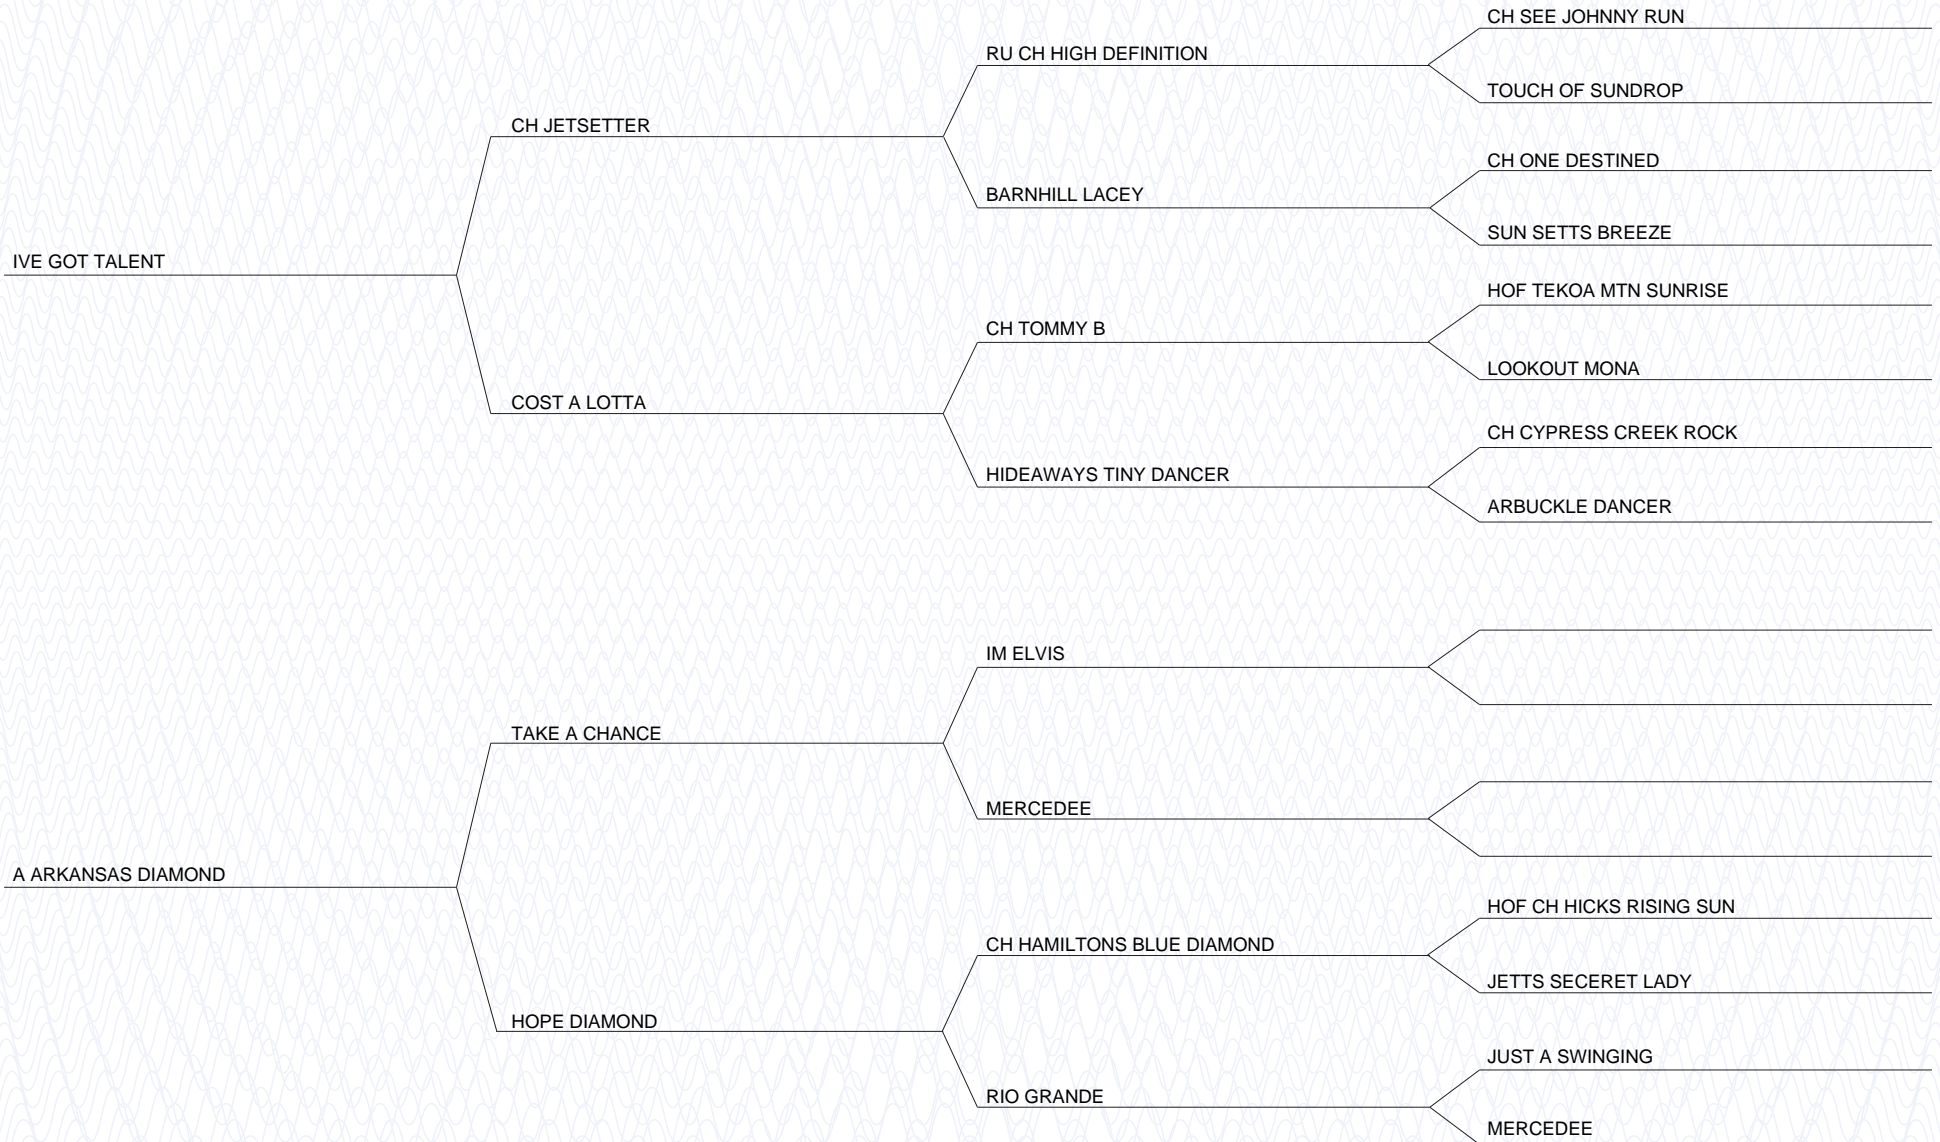 CH SEE JOHNNY RUN
RU CH HIGH DEFINITION
TOUCH OF SUNDROP
CH JETSETTER
CH ONE DESTINED
BARNHILL LACEY
SUN SETTS BREEZE
IVE GOT TALENT
HOF TEKOA MTN SUNRISE
CH TOMMY B
LOOKOUT MONA
COST A LOTTA
CH CYPRESS CREEK ROCK
HIDEAWAYS TINY DANCER
ARBUCKLE DANCER
IM ELVIS
TAKE A CHANCE
MERCEDEE
A ARKANSAS DIAMOND
HOF CH HICKS RISING SUN
CH HAMILTONS BLUE DIAMOND
JETTS SECERET LADY
HOPE DIAMOND
JUST A SWINGING
RIO GRANDE
MERCEDEE